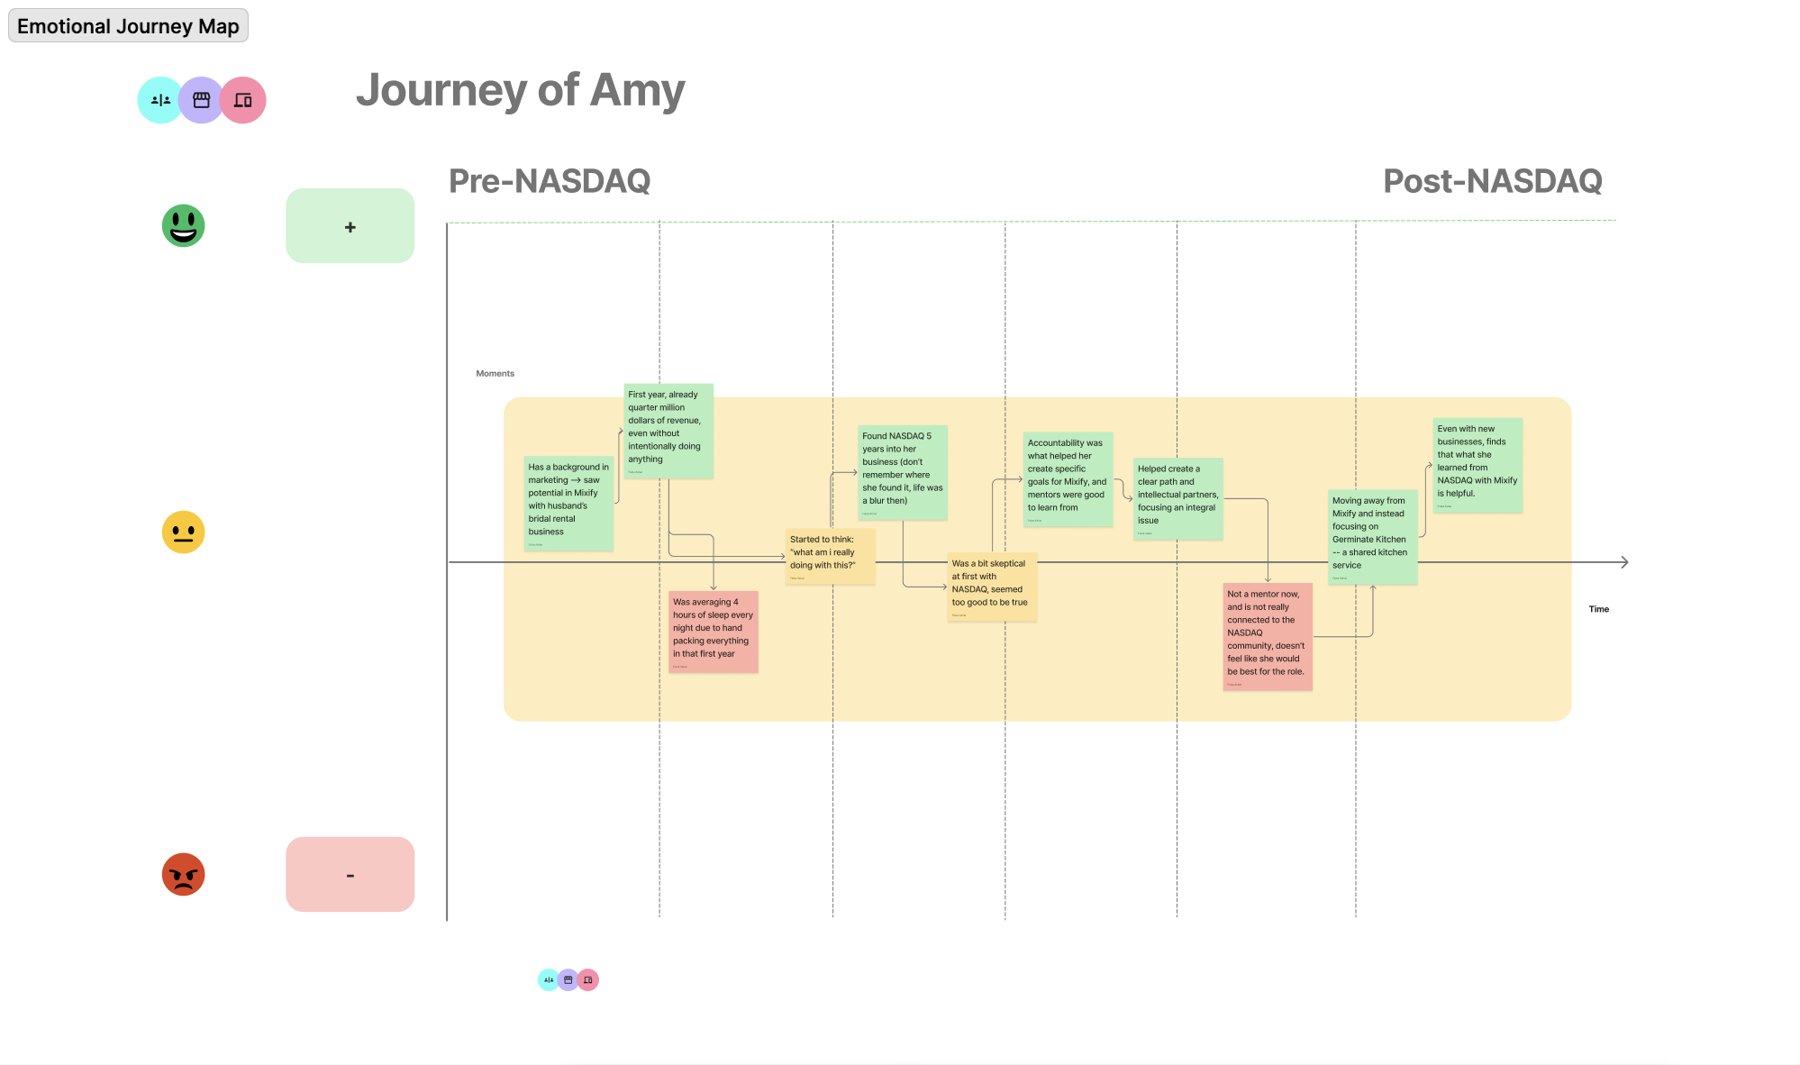 Emotional Journey Map
Journey of Amy
Pre-NASDAQ
Post-NASDAQ
+
Moments
Has a background in
marketing → saw
potential in Mixify
with husband's
bridal rental
business
First year, already
quarter million
dollars of revenue,
even without
intentionally doing
anything
Was averaging 4
hours of sleep every
night due to hand
packing everything
in that first year
Started to think:
"what am i really
doing with this?"
Found NASDAQ 5
years into her
business (don't
remember where
she found it, life was
a blur then)
Was a bit skeptical
at first with
NASDAQ, seemed
too good to be true
Accountability was
what helped her
create specific
goals for Mixify, and
mentors were good
to learn from
Helped create a
clear path and
intellectual partners,
focusing an integral
issue
Not a mentor now,
and is not really
connected to the
NASDAQ
community, doesn't
feel like she would
be best for the role.
Moving away from
Mixify and instead
focusing on
Germinate Kitchen
-- a shared kitchen
service
Even with new
businesses, finds
that what she
learned from
NASDAQ with Mixify
is helpful.
Time
-